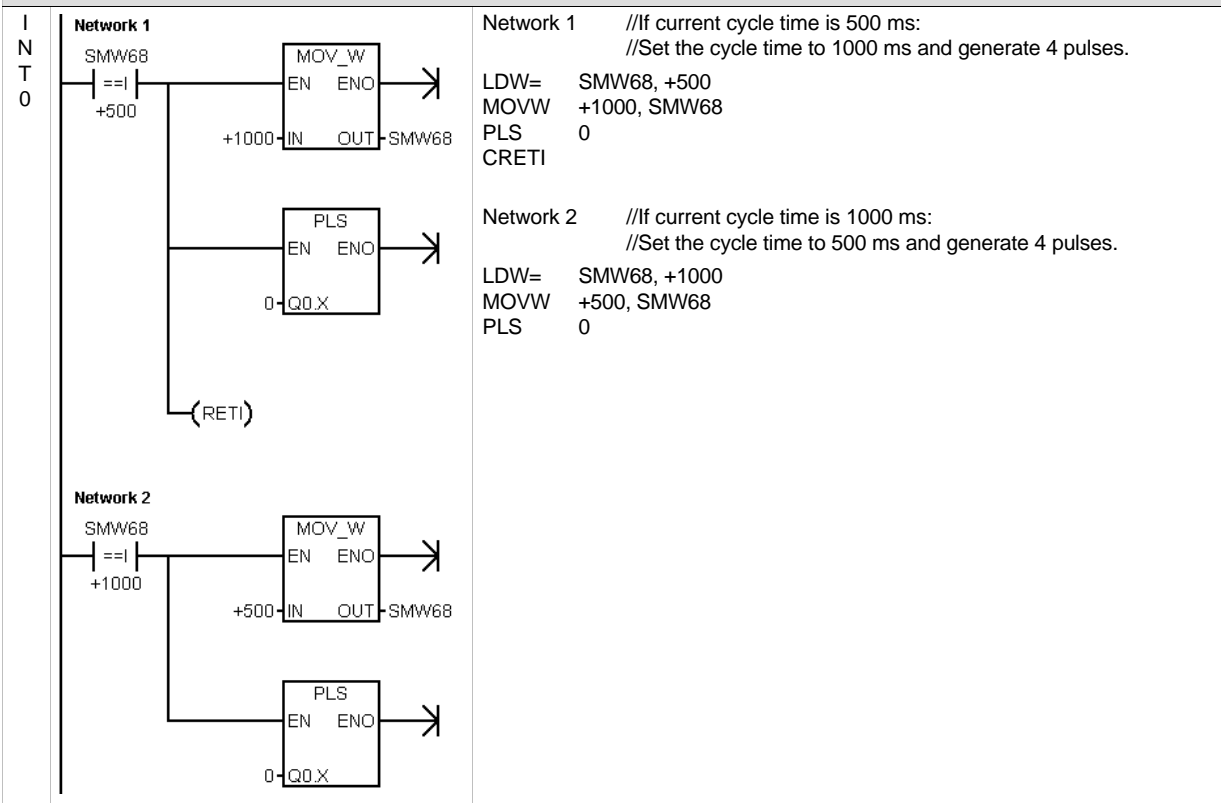 I
N
T
0
Network 1
SMW68
==I
+500
MOV_W
EN ENO
+1000 IN OUT SMW68
PLS
EN ENO
0 Q0.X
RETI
Network 2
SMW68
==I
+1000
MOV_W
EN ENO
+500 IN OUT SMW68
PLS
EN ENO
0 Q0.X
Network 1 //If current cycle time is 500 ms:
//Set the cycle time to 1000 ms and generate 4 pulses.
LDW= SMW68, +500
MOVW +1000, SMW68
PLS 0
CRETI
Network 2 //If current cycle time is 1000 ms:
//Set the cycle time to 500 ms and generate 4 pulses.
LDW= SMW68, +1000
MOVW +500, SMW68
PLS 0